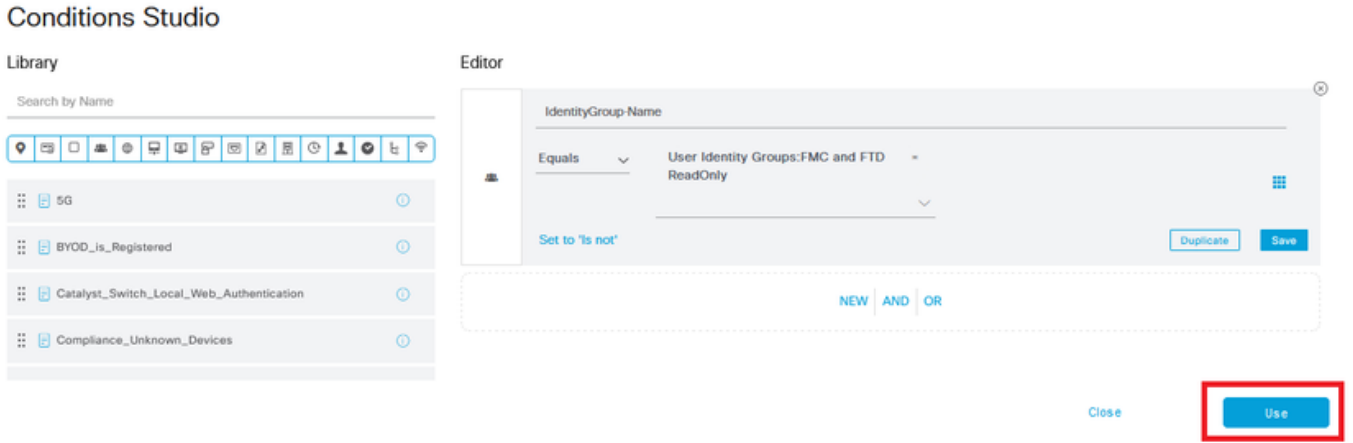 Conditions Studio
Library
Search by Name
5G
BYOD_is_Registered
Catalyst_Switch_Local_Web_Authentication
Compliance_Unknown_Devices
Editor
IdentityGroup-Name
Equals
User Identity Groups:FMC and FTD
ReadOnly
Set to 'Is not'
Duplicate
Save
NEW AND OR
Close
Use